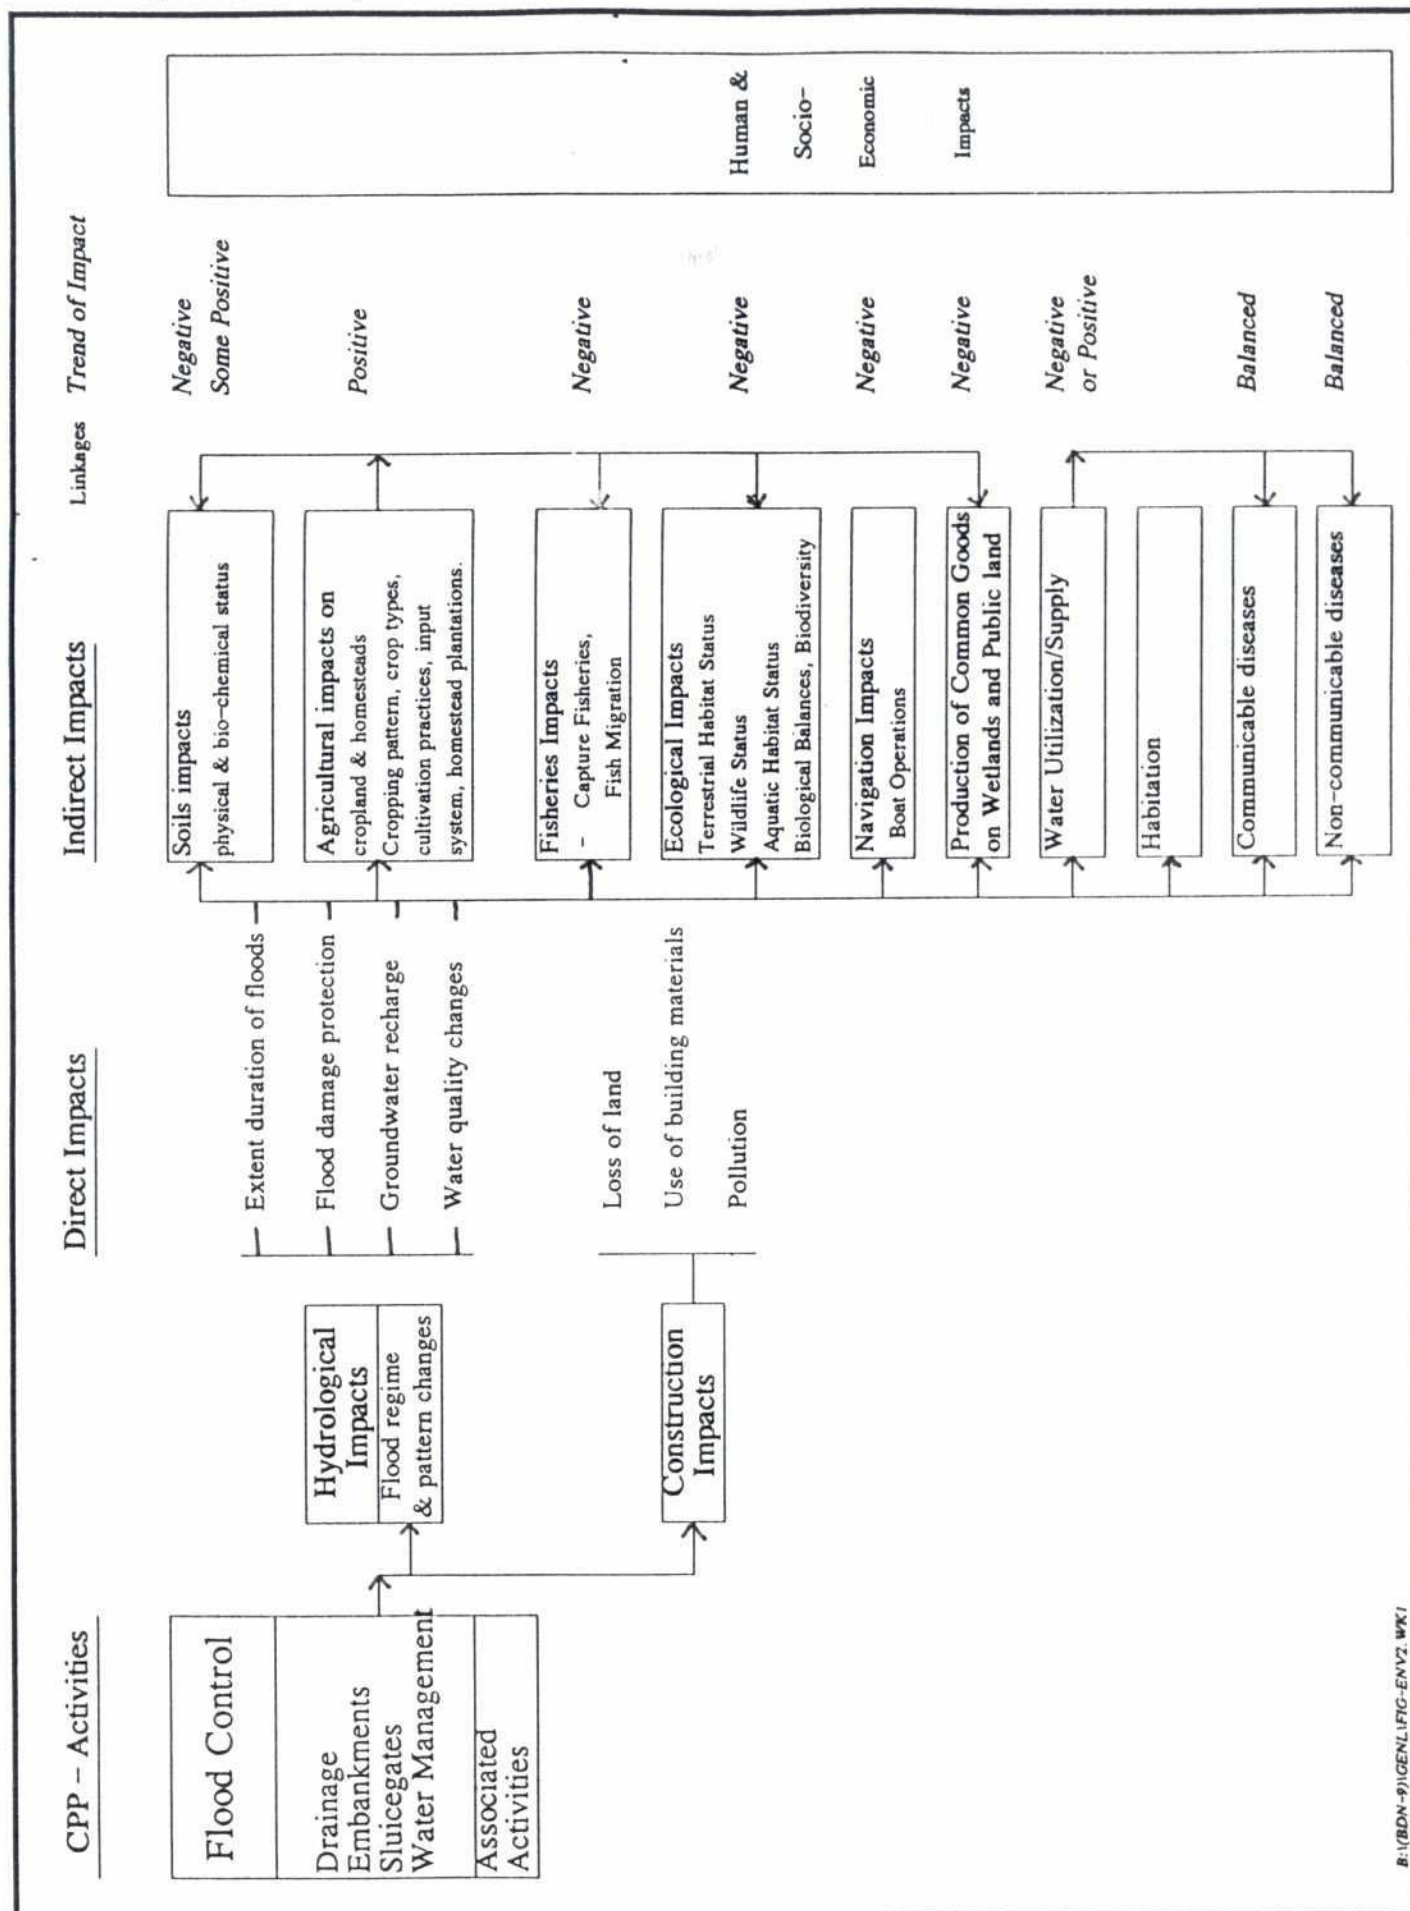 CPP – Activities
Flood Control
Drainage
Embankments
Sluicegates
Water Management
Associated
Activities
Hydrological
Impacts
Flood regime
& pattern changes
Construction
Impacts
Direct Impacts
Extent duration of floods
Flood damage protection
Groundwater recharge
Water quality changes
Loss of land
Use of building materials
Pollution
Indirect Impacts
Soils impacts
physical & bio-chemical status
Agricultural impacts on
cropland & homesteads
Cropping pattern, crop types,
cultivation practices, input
system, homestead plantations.
Fisheries Impacts
- Capture Fisheries,
Fish Migration
Ecological Impacts
Terrestrial Habitat Status
Wildlife Status
Aquatic Habitat Status
Biological Balances, Biodiversity
Navigation Impacts
Boat Operations
Production of Common Goods
on Wetlands and Public land
Water Utilization/Supply
Habitation
Communicable diseases
Non-communicable diseases
Linkages
Trend of Impact
Negative
Some Positive
Positive
Negative
Negative
Negative
Negative
Negative
or Positive
Balanced
Balanced
Human &
Socio-
Economic
Impacts
B:\(BDN-9)\GENL\FIG-ENV2.WK1